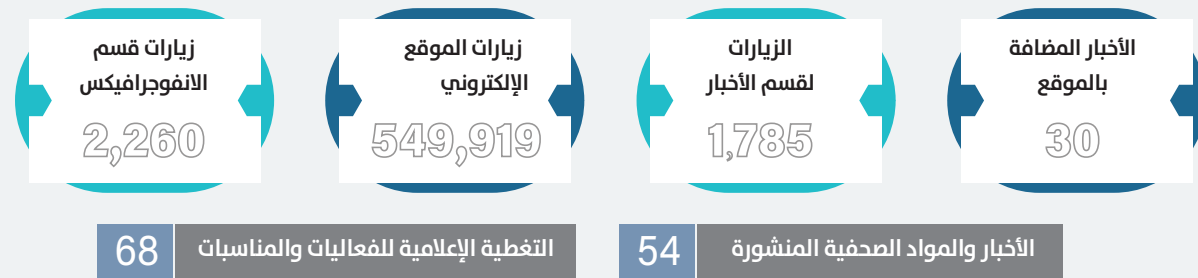 الأخبار المضافة
بالموقع
30
الزيارات
لقسم الأخبار
1,785
زيارات الموقع
الإلكتروني
549,919
زيارات قسم
الانفوجرافيكس
2,260
الأخبار والمواد الصحفية المنشورة 54
التغطية الإعلامية للفعاليات والمناسبات 68